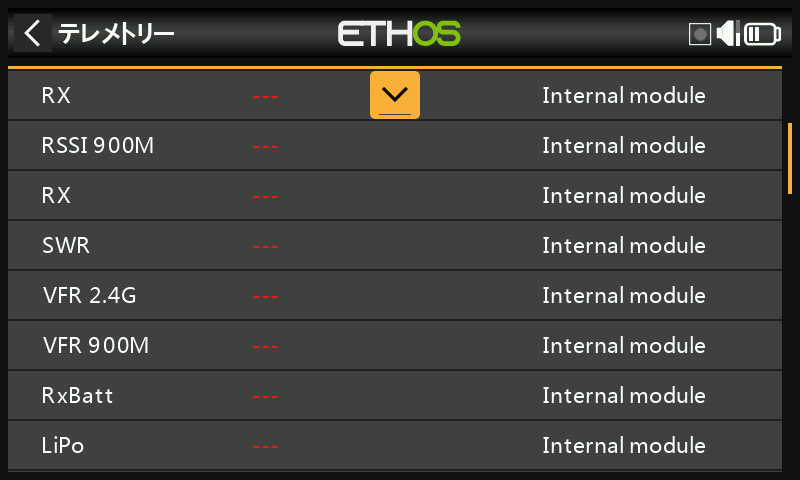 テレメトリー ETHOS
RX --- Internal module
RSSI 900M --- Internal module
RX --- Internal module
SWR --- Internal module
VFR 2.4G --- Internal module
VFR 900M --- Internal module
RxBatt --- Internal module
LiPo --- Internal module